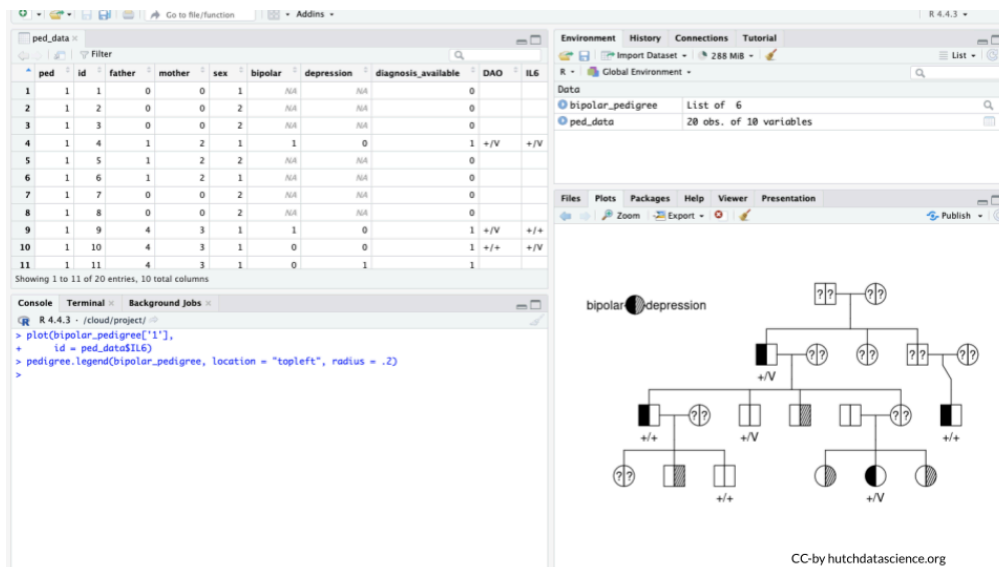 Go to file/function
Addins
R 4.4.3
ped_data
Filter
ped id father mother sex bipolar depression diagnosis_available DAO IL6
1 1 1 0 0 1 NA NA 0
2 1 2 0 0 2 NA NA 0
3 1 3 0 0 2 NA NA 0
4 1 4 1 2 1 1 0 1 +/V +/V
5 1 5 1 2 2 NA NA 0
6 1 6 1 2 1 NA NA 0
7 1 7 0 0 2 NA NA 0
8 1 8 0 0 2 NA NA 0
9 1 9 4 3 1 1 0 1 +/V +/+
10 1 10 4 3 1 0 0 1 +/+ +/V
11 1 11 4 3 1 0 1 1
Showing 1 to 11 of 20 entries, 10 total columns
Console Terminal Background Jobs
R 4.4.3 · /cloud/project/
> plot(bipolar_pedigree['1'],
+ id = ped_data$IL6)
> pedigree.legend(bipolar_pedigree, location = "topleft", radius = .2)
>
Environment History Connections Tutorial
Import Dataset 288 MiB List
R Global Environment
Data
bipolar_pedigree List of 6
ped_data 20 obs. of 10 variables
Files Plots Packages Help Viewer Presentation
Zoom Export Publish
bipolar depression
?? ??
+/V ?? ?? ?? ??
+/+ ?? +/V ?? +/+
?? +/+ +/V
CC-by hutchdatascience.org